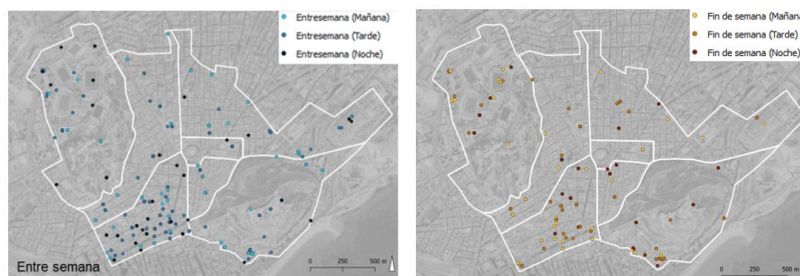 Entresemana (Mañana)
Entresemana (Tarde)
Entresemana (Noche)
Entre semana
0 250 500 m
Fin de semana (Mañana)
Fin de semana (Tarde)
Fin de semana (Noche)
0 250 500 m